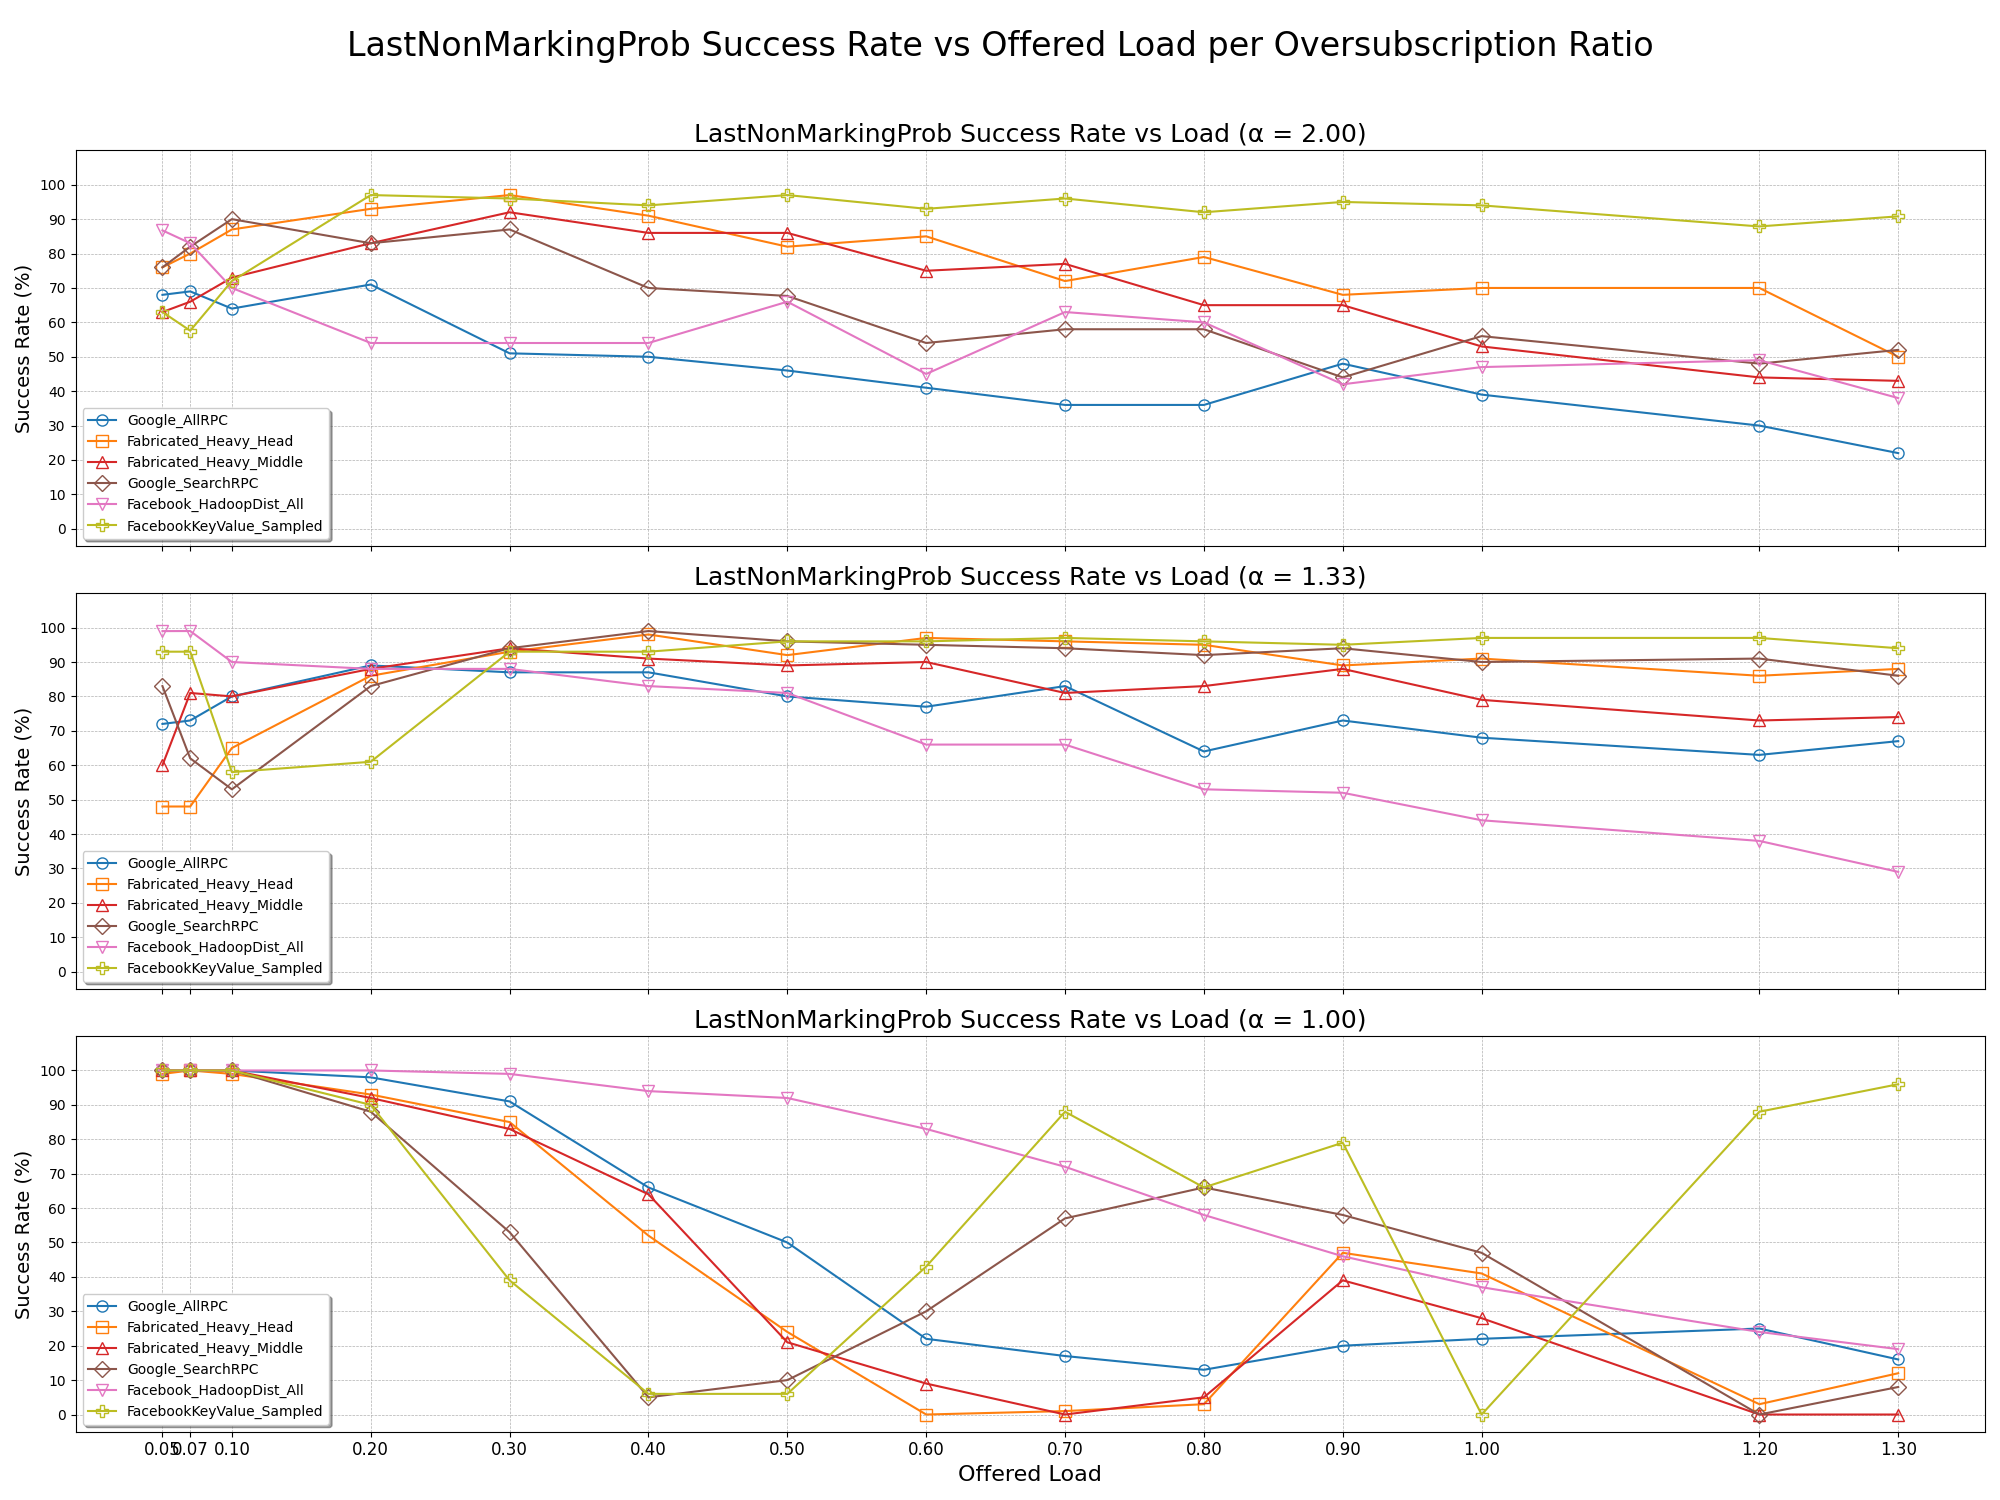 LastNonMarkingProb Success Rate vs Offered Load per Oversubscription Ratio
LastNonMarkingProb Success Rate vs Load (α = 2.00)
Success Rate (%)
100
90
80
70
60
50
40
30
20
10
0
Google_AllRPC
Fabricated_Heavy_Head
Fabricated_Heavy_Middle
Google_SearchRPC
Facebook_HadoopDist_All
FacebookKeyValue_Sampled
LastNonMarkingProb Success Rate vs Load (α = 1.33)
Success Rate (%)
100
90
80
70
60
50
40
30
20
10
0
Google_AllRPC
Fabricated_Heavy_Head
Fabricated_Heavy_Middle
Google_SearchRPC
Facebook_HadoopDist_All
FacebookKeyValue_Sampled
LastNonMarkingProb Success Rate vs Load (α = 1.00)
Success Rate (%)
100
90
80
70
60
50
40
30
20
10
0
Google_AllRPC
Fabricated_Heavy_Head
Fabricated_Heavy_Middle
Google_SearchRPC
Facebook_HadoopDist_All
FacebookKeyValue_Sampled
0.05 0.07 0.10 0.20 0.30 0.40 0.50 0.60 0.70 0.80 0.90 1.00 1.20 1.30
Offered Load